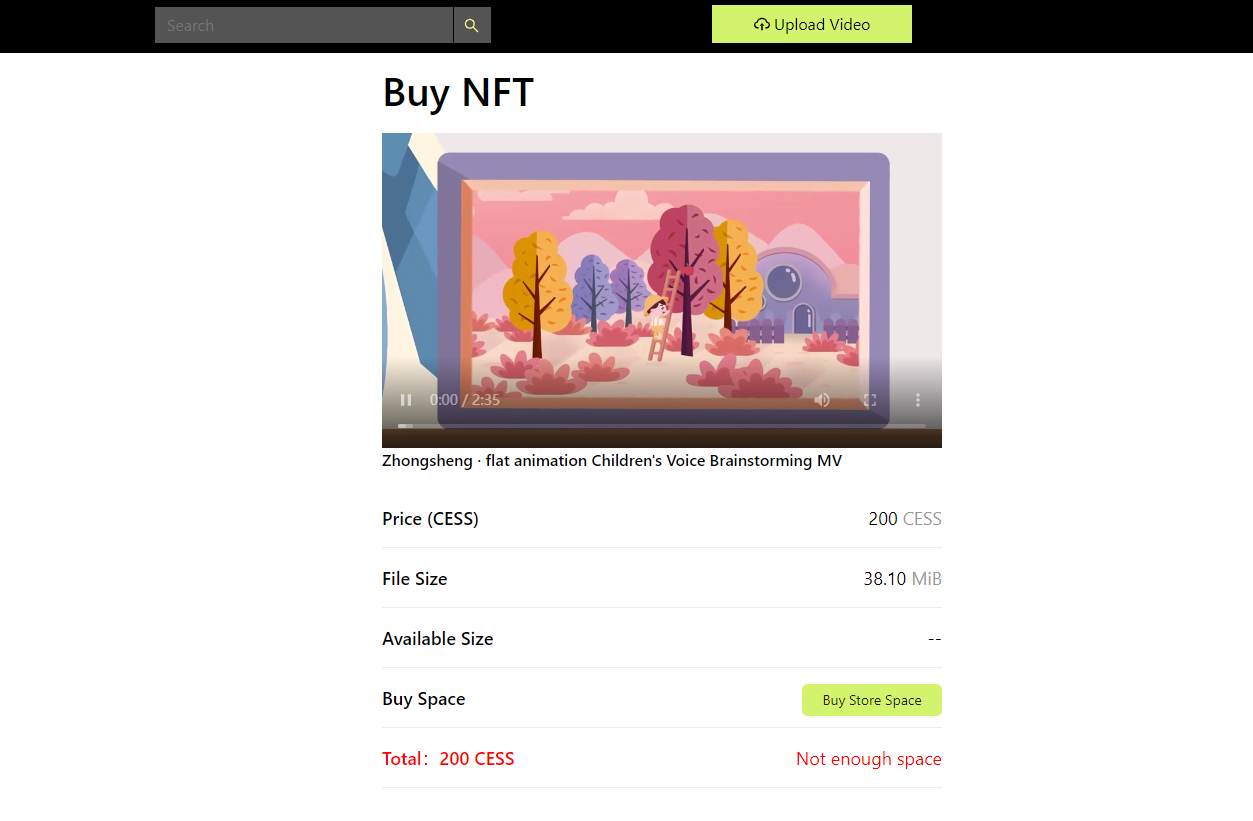 Search
Upload Video
Buy NFT
0:00 / 2:35
Zhongsheng · flat animation Children's Voice Brainstorming MV
Price (CESS) 200 CESS
File Size 38.10 MiB
Available Size --
Buy Space Buy Store Space
Total：200 CESS Not enough space